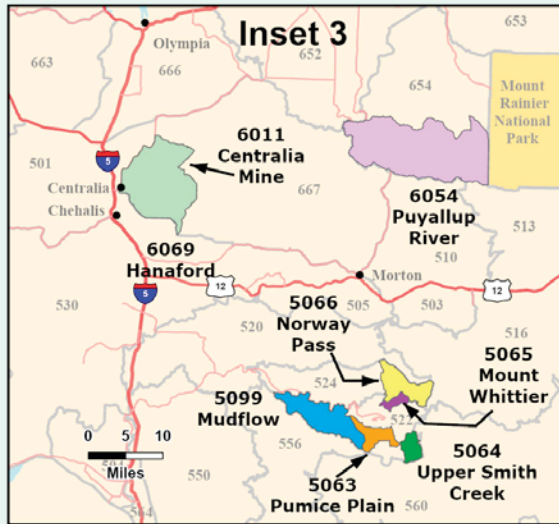 Inset 3
653
Olympia
652
663
666
654
Mount
Rainier
National
Park
6011
Centralia
Mine
501
5
Centralia
667
Chehalis
6054
Puyallup
River
513
510
6069
Hanaford
Morton
12
5
505
503
12
530
5066
Norway
Pass
520
516
5065
Mount
Whittier
524
5099
Mudflow
522
0 5 10
Miles
556
5064
Upper Smith
Creek
550
5063
Pumice Plain
560